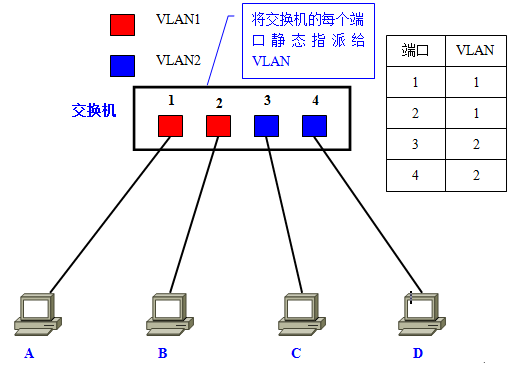 VLAN1
VLAN2
将交换机的每个端
口静态指派给
VLAN
交换机
1 2 3 4
端口 VLAN
1 1
2 1
3 2
4 2
A B C D